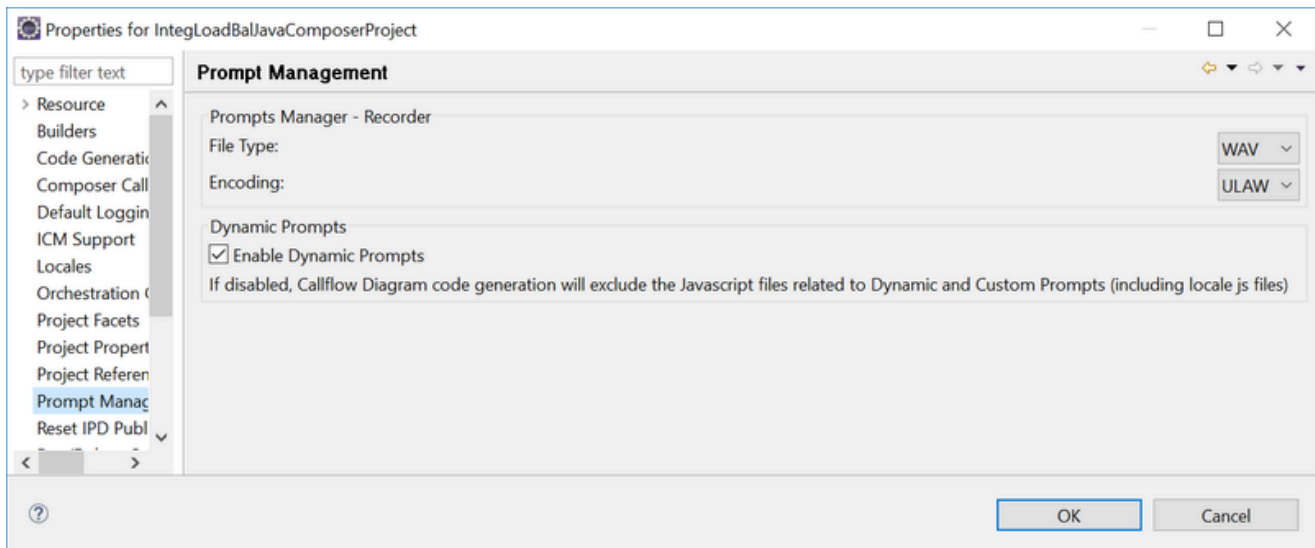 Properties for IntegLoadBalJavaComposerProject
type filter text
Prompt Management
Resource
Builders
Code Generatic
Composer Call
Default Loggin
ICM Support
Locales
Orchestration (
Project Facets
Project Propert
Project Referen
Prompt Manag
Reset IPD Publ
Prompts Manager - Recorder
File Type:
WAV
Encoding:
ULAW
Dynamic Prompts
Enable Dynamic Prompts
If disabled, Callflow Diagram code generation will exclude the Javascript files related to Dynamic and Custom Prompts (including locale js files)
OK
Cancel